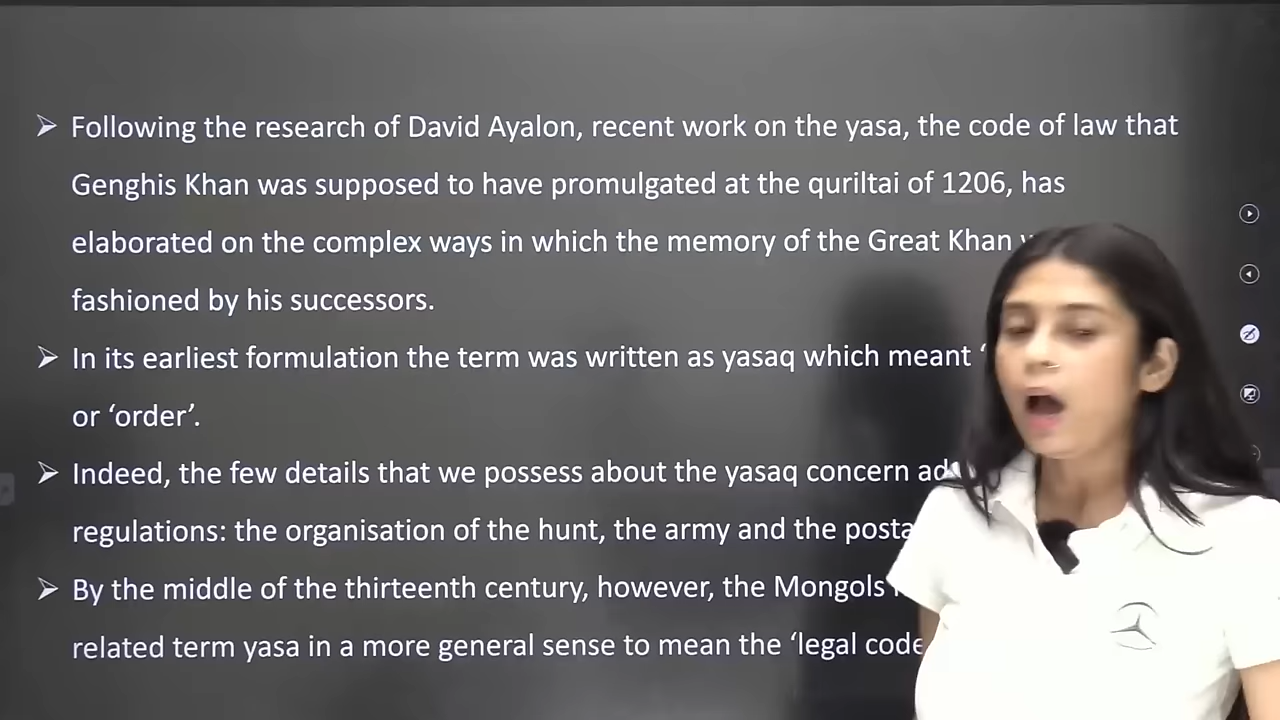 ➢ Following the research of David Ayalon, recent work on the yasa, the code of law that
Genghis Khan was supposed to have promulgated at the quriltai of 1206, has
elaborated on the complex ways in which the memory of the Great Khan
fashioned by his successors.
➢ In its earliest formulation the term was written as yasaq which meant ‘
or ‘order’.
➢ Indeed, the few details that we possess about the yasaq concern
regulations: the organisation of the hunt, the army and the
➢ By the middle of the thirteenth century, however, the Mongols
related term yasa in a more general sense to mean the ‘legal code